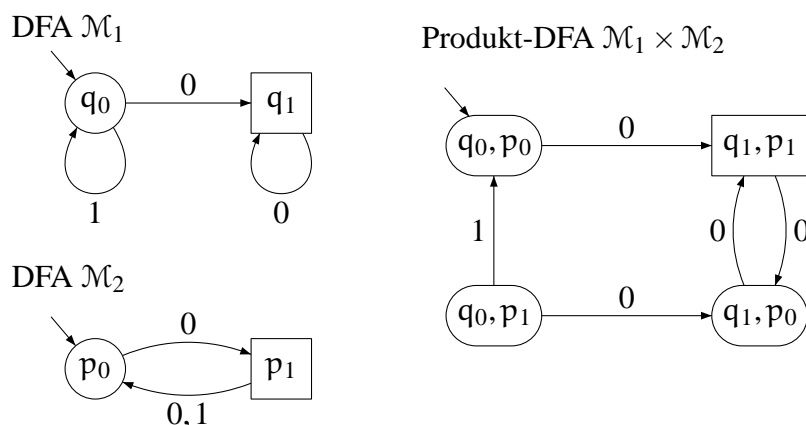 DFA ℳ₁
q₀
0
q₁
1
0
DFA ℳ₂
p₀
0
p₁
0,1
Produkt-DFA ℳ₁ × ℳ₂
q₀,p₀
0
q₁,p₁
1
0
0
q₀,p₁
0
q₁,p₀